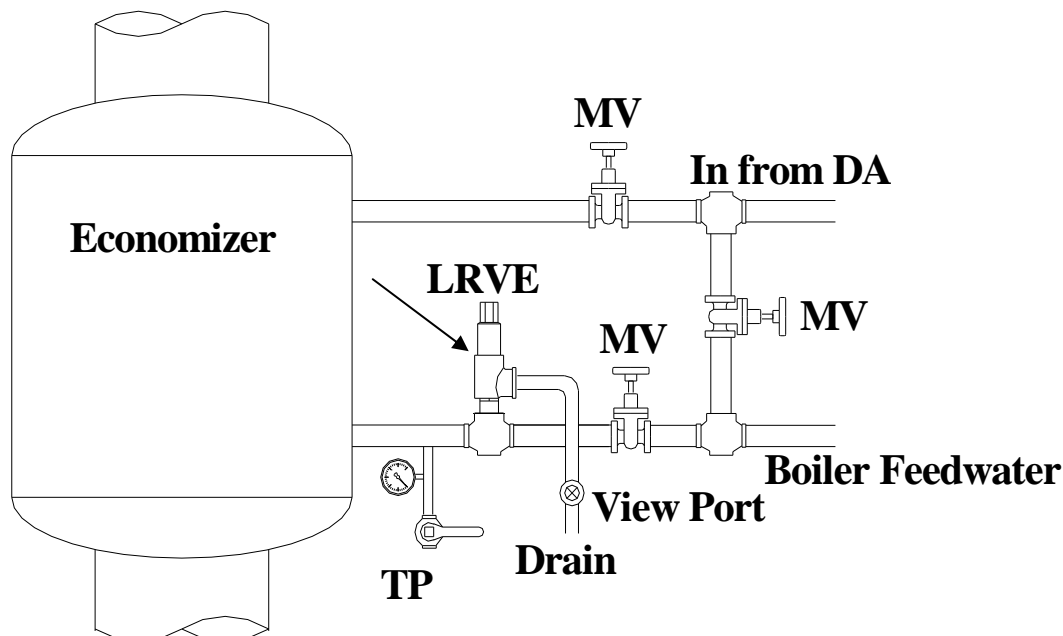 MV
In from DA
Economizer
LRVE
MV
MV
Boiler Feedwater
View Port
Drain
TP